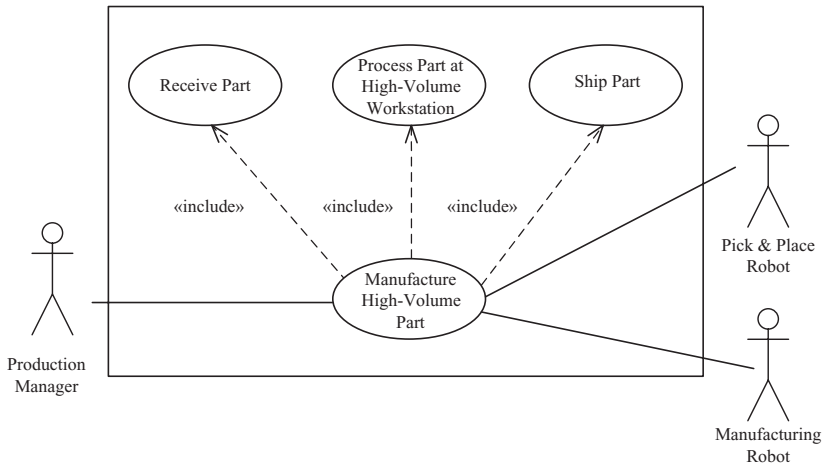 Receive Part
Process Part at
High-Volume
Workstation
Ship Part
«include»
«include»
«include»
Manufacture
High-Volume
Part
Production
Manager
Pick & Place
Robot
Manufacturing
Robot